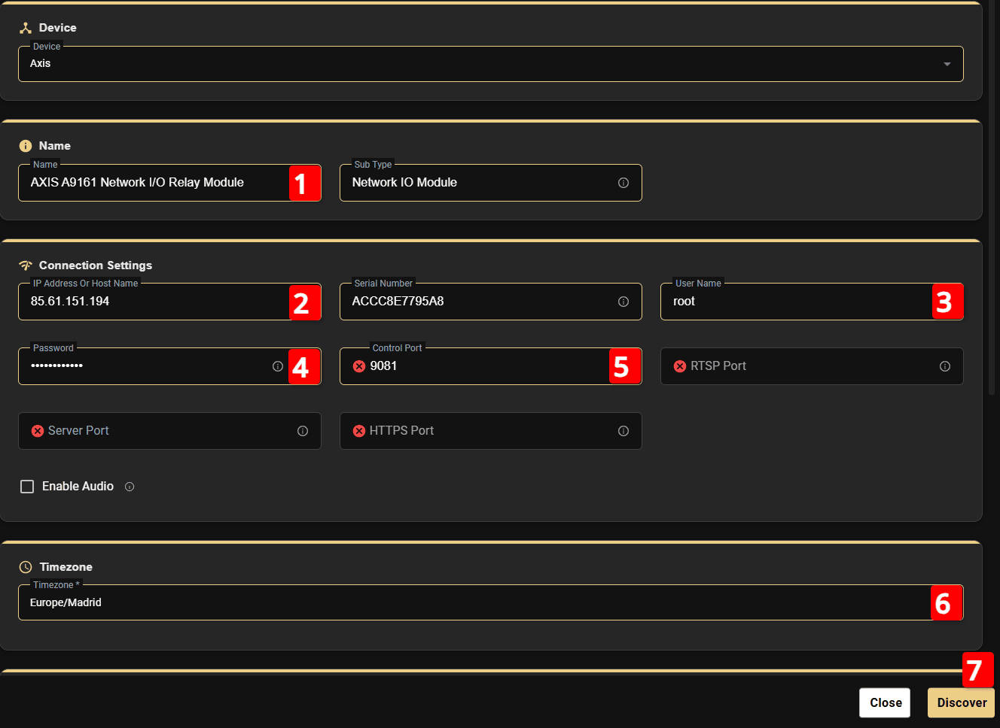 Device
Device
Axis
Name
Name
AXIS A9161 Network I/O Relay Module
1
Sub Type
Network IO Module
Connection Settings
IP Address Or Host Name
85.61.151.194
2
Serial Number
ACCC8E7795A8
User Name
root
3
Password
••••••••••••
4
Control Port
9081
5
RTSP Port
Server Port
HTTPS Port
Enable Audio
Timezone
Timezone *
Europe/Madrid
6
7
Close
Discover